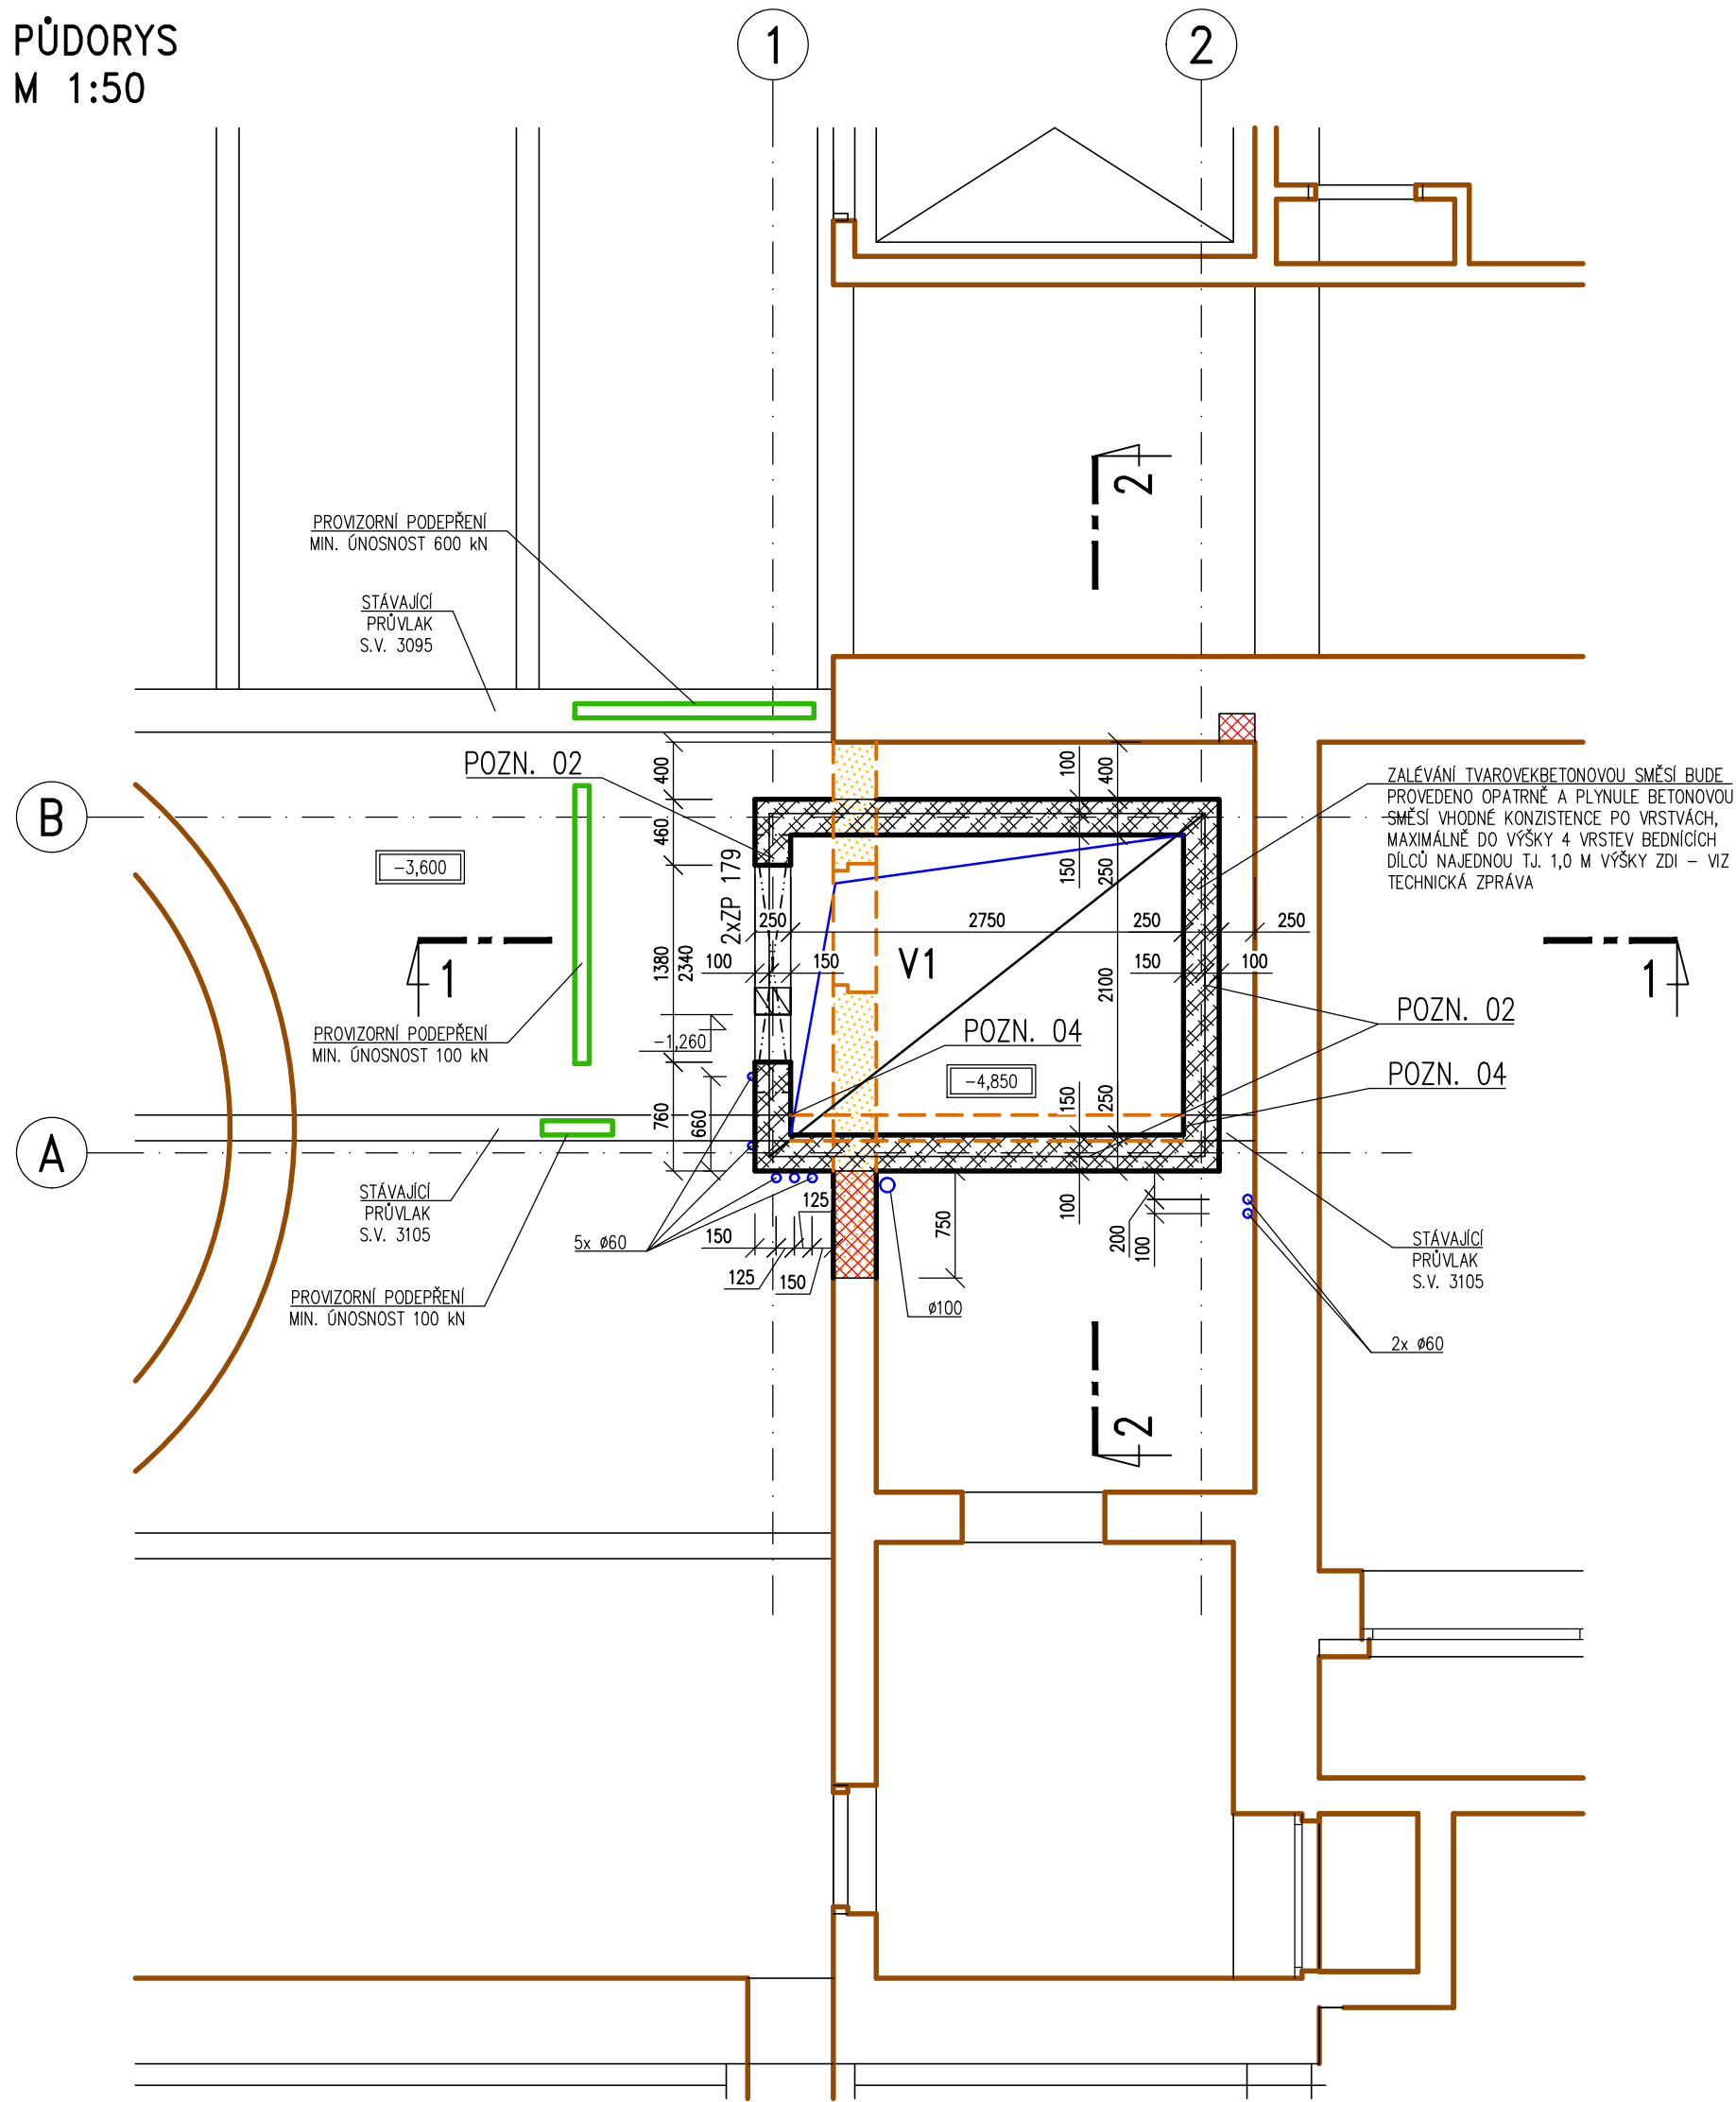 PŮDORYS
M 1:50
1
2
2
PROVIZORNÍ PODEPŘENÍ
MIN. ÚNOSNOST 600 kN
STÁVAJÍCÍ
PRŮVLAK
S.V. 3095
POZN. 02
400
100
400
ZALÉVÁNÍ TVAROVEKBETONOVOU SMĚSÍ BUDE
PROVEDENO OPATRNĚ A PLYNULE BETONOVOU
SMĚSÍ VHODNÉ KONZISTENCE PO VRSTVÁCH,
MAXIMÁLNĚ DO VÝŠKY 4 VRSTEV BEDNÍCÍCH
DÍLCŮ NAJEDNOU TJ. 1,0 M VÝŠKY ZDI – VIZ
TECHNICKÁ ZPRÁVA
B
460
-3,600
2xZP 179
150
250
250
2750
250
250
1
1380
2340
100
150
V1
2100
150
100
1
POZN. 02
PROVIZORNÍ PODEPŘENÍ
MIN. ÚNOSNOST 100 kN
-1,260
POZN. 04
-4,850
POZN. 04
760
660
150
250
A
STÁVAJÍCÍ
PRŮVLAK
S.V. 3105
5x ø60
150
125
125
150
750
100
200
100
STÁVAJÍCÍ
PRŮVLAK
S.V. 3105
PROVIZORNÍ PODEPŘENÍ
MIN. ÚNOSNOST 100 kN
ø100
2x ø60
2